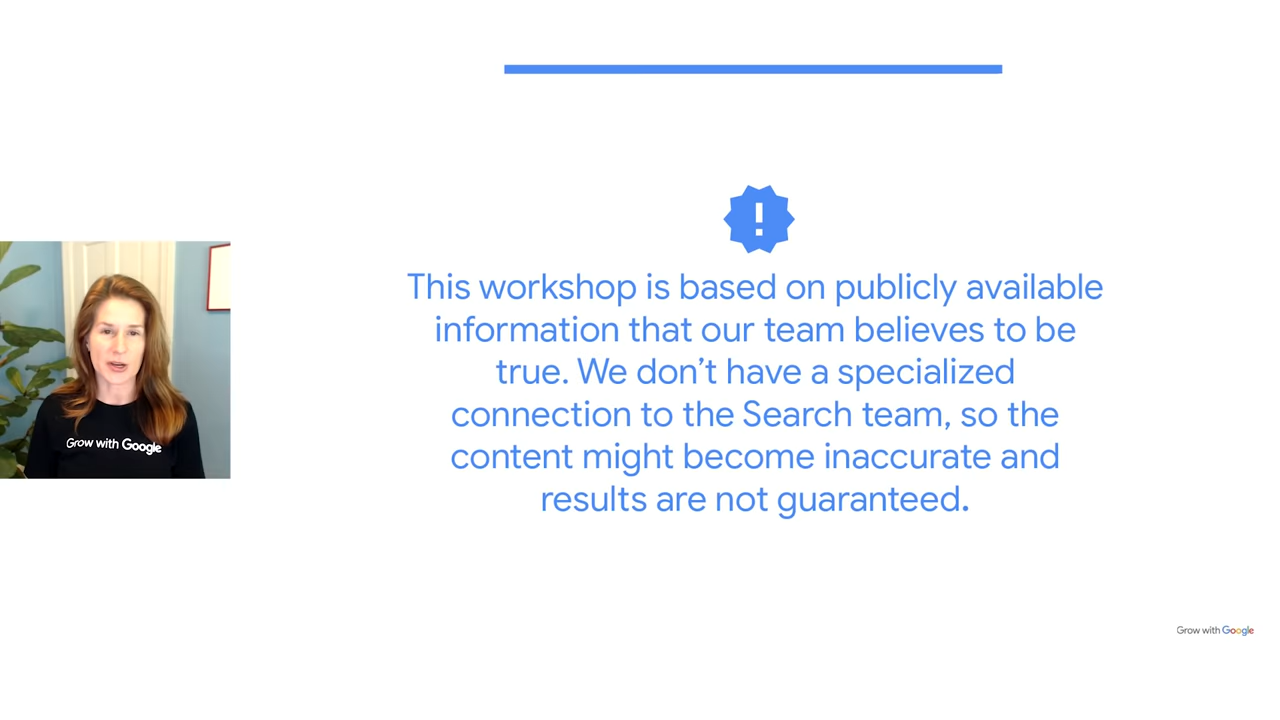 This workshop is based on publicly available
information that our team believes to be
true. We don’t have a specialized
connection to the Search team, so the
content might become inaccurate and
results are not guaranteed.
Grow with Google
Grow with Google